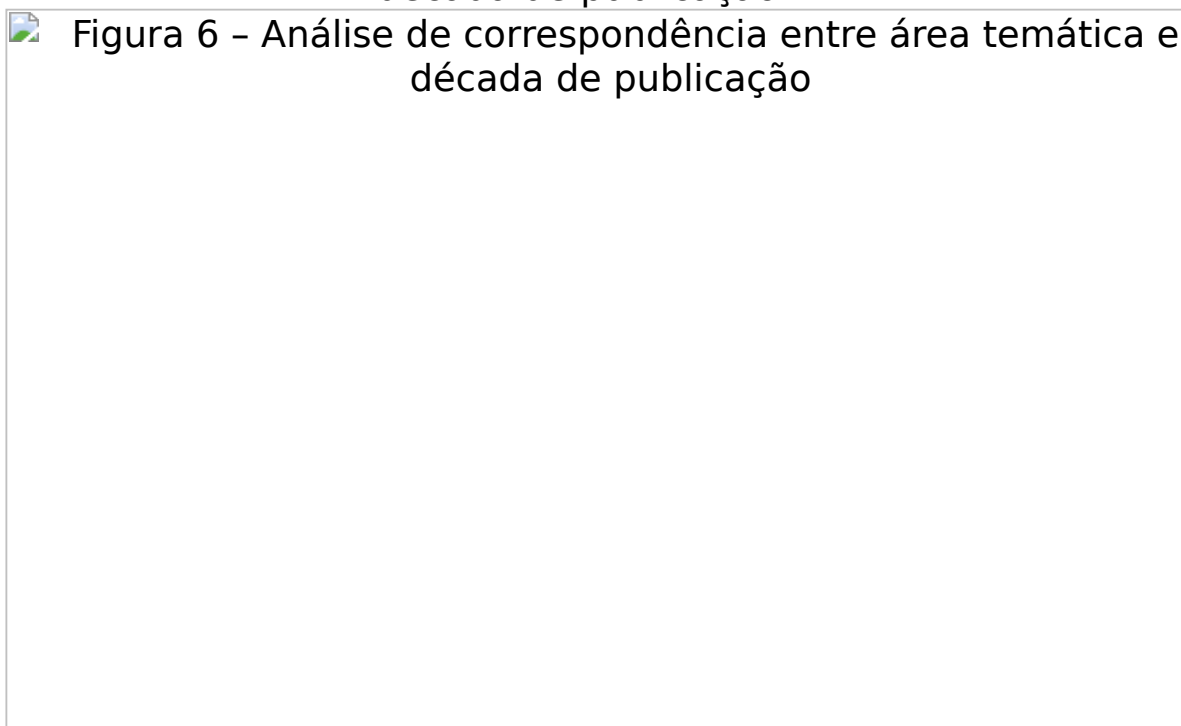 Figura 6 – Análise de correspondência entre área temática e
década de publicação